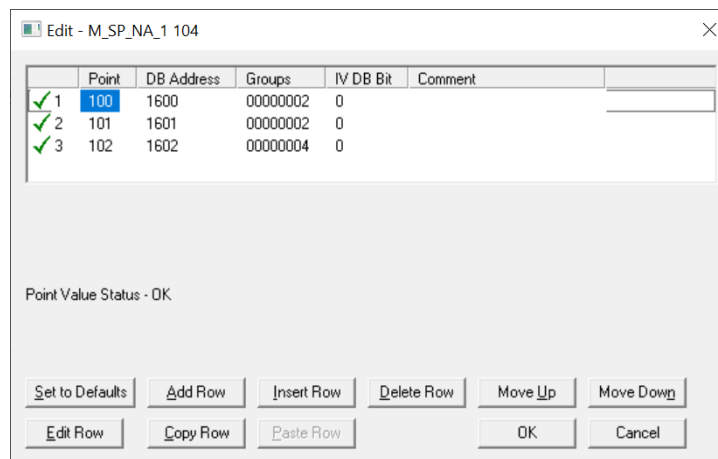 Edit - M_SP_NA_1 104
Point DB Address Groups IV DB Bit Comment
1 100 1600 00000002 0
2 101 1601 00000002 0
3 102 1602 00000004 0
Point Value Status - OK
Set to Defaults Add Row Insert Row Delete Row Move Up Move Down
Edit Row Copy Row Paste Row OK Cancel